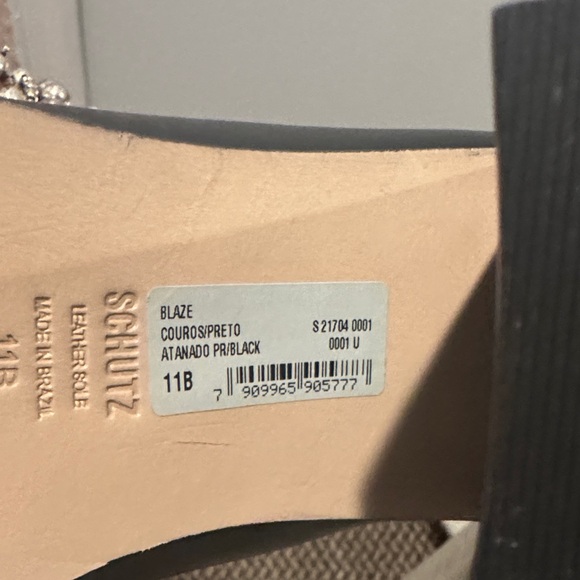 BLAZE
COUROS/PRETO S 21704 0001
ATANADO PR/BLACK 0001 U
11B
7 909965 905777
SCHUTZ
LEATHER SOLE
MADE IN BRAZIL
11B